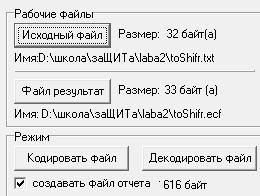 Рабочие файлы
Исходный файл Размер: 32 байт(а)
Имя:D:\школа\заЩИТа\laba2\toShifr.txt
Файл результат Размер: 33 байт (а)
Имя:D:\школа\заЩИТа\laba2\toShifr.ecf
Режим
Кодировать файл Декодировать файл
создавать файл отчета 616 байт